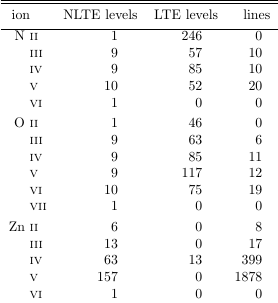 ion NLTE levels LTE levels lines
N II 1 246 0
III 9 57 10
IV 9 85 10
V 10 52 20
VI 1 0 0
O II 1 46 0
III 9 63 6
IV 9 85 11
V 9 117 12
VI 10 75 19
VII 1 0 0
Zn II 6 0 8
III 13 0 17
IV 63 13 399
V 157 0 1878
VI 1 0 0